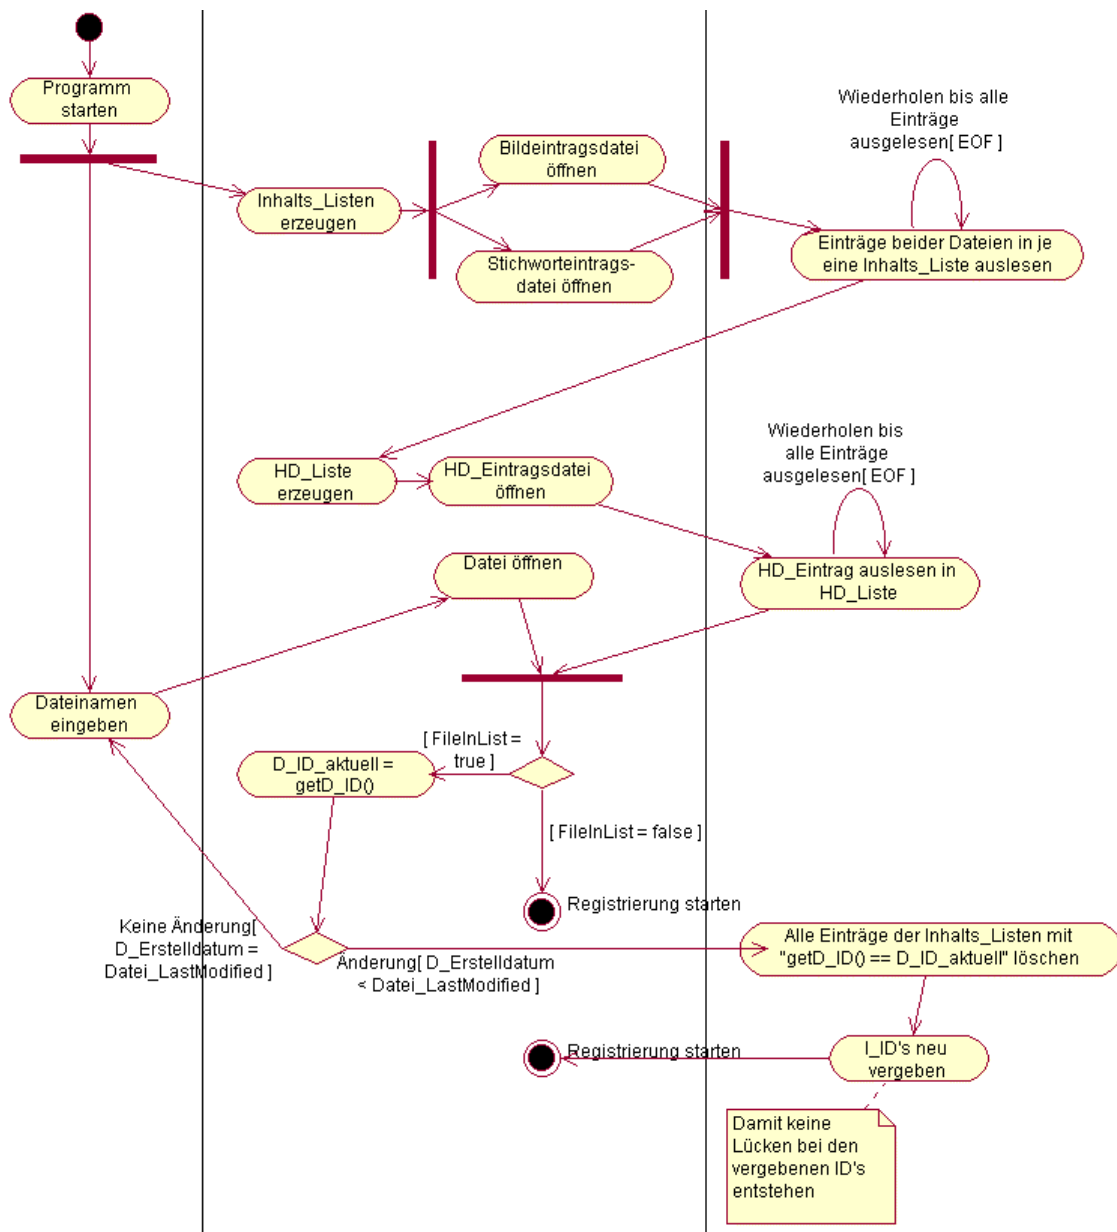 Programm
starten
Wiederholen bis alle
Einträge
ausgelesen[ EOF ]
Bildeintragsdatei
öffnen
Inhalts_Listen
erzeugen
Stichworteintrags-
datei öffnen
Einträge beider Dateien in je
eine Inhalts_Liste auslesen
Wiederholen bis
alle Einträge
ausgelesen[ EOF ]
HD_Liste
erzeugen
HD_Eintragsdatei
öffnen
Datei öffnen
HD_Eintrag auslesen in
HD_Liste
Dateinamen
eingeben
[ FileInList =
true ]
D_ID_aktuell =
getD_ID()
[ FileInList = false ]
Registrierung starten
Keine Änderung[
D_Erstelldatum =
Datei_LastModified ]
Änderung[ D_Erstelldatum
< Datei_LastModified ]
Alle Einträge der Inhalts_Listen mit
"getD_ID() == D_ID_aktuell" löschen
Registrierung starten
I_ID's neu
vergeben
Damit keine
Lücken bei den
vergebenen ID's
entstehen